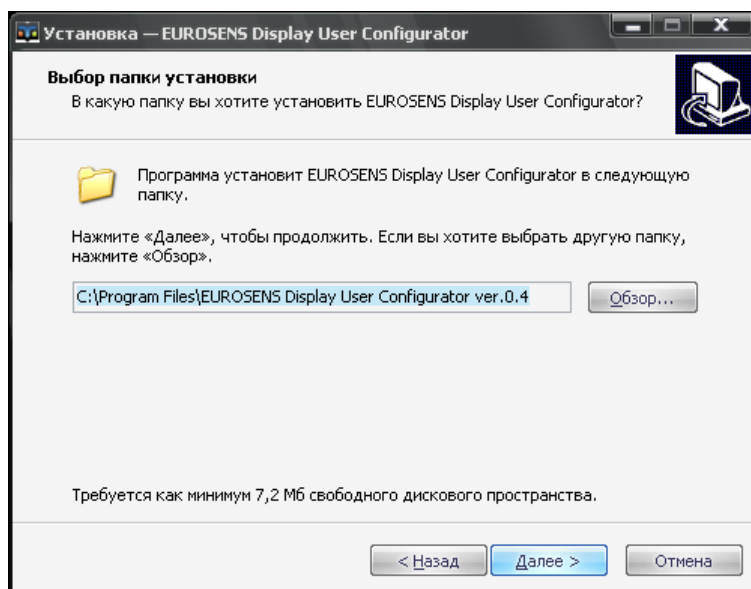 Установка — EUROSENS Display User Configurator
Выбор папки установки
В какую папку вы хотите установить EUROSENS Display User Configurator?
Программа установит EUROSENS Display User Configurator в следующую
папку.
Нажмите «Далее», чтобы продолжить. Если вы хотите выбрать другую папку,
нажмите «Обзор».
C:\Program Files\EUROSENS Display User Configurator ver.0.4
Обзор...
Требуется как минимум 7,2 Мб свободного дискового пространства.
< Назад
Далее >
Отмена